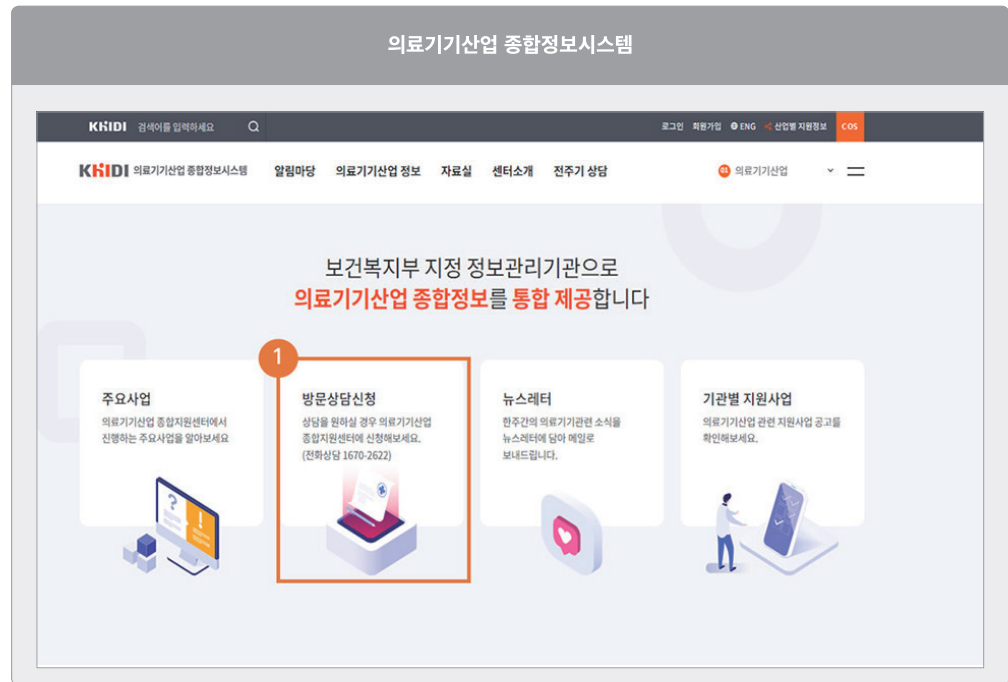 의료기기산업 종합정보시스템
KHIDI 검색어를 입력하세요 로그인 회원가입 ENG 산업별 지원정보 COS
KHIDI 의료기기산업 종합정보시스템 알림마당 의료기기산업 정보 자료실 센터소개 전주기 상담 01 의료기기산업
보건복지부 지정 정보관리기관으로
의료기기산업 종합정보를 통합 제공합니다
1
주요사업
의료기기산업 종합지원센터에서
진행하는 주요사업을 알아보세요
방문상담신청
상담을 원하실 경우 의료기기산업
종합지원센터에 신청해보세요.
(전화상담 1670-2622)
뉴스레터
한주간의 의료기기관련 소식을
뉴스레터에 담아 메일로
보내드립니다.
기관별 지원사업
의료기기산업 관련 지원사업 공고를
확인해보세요.
? !